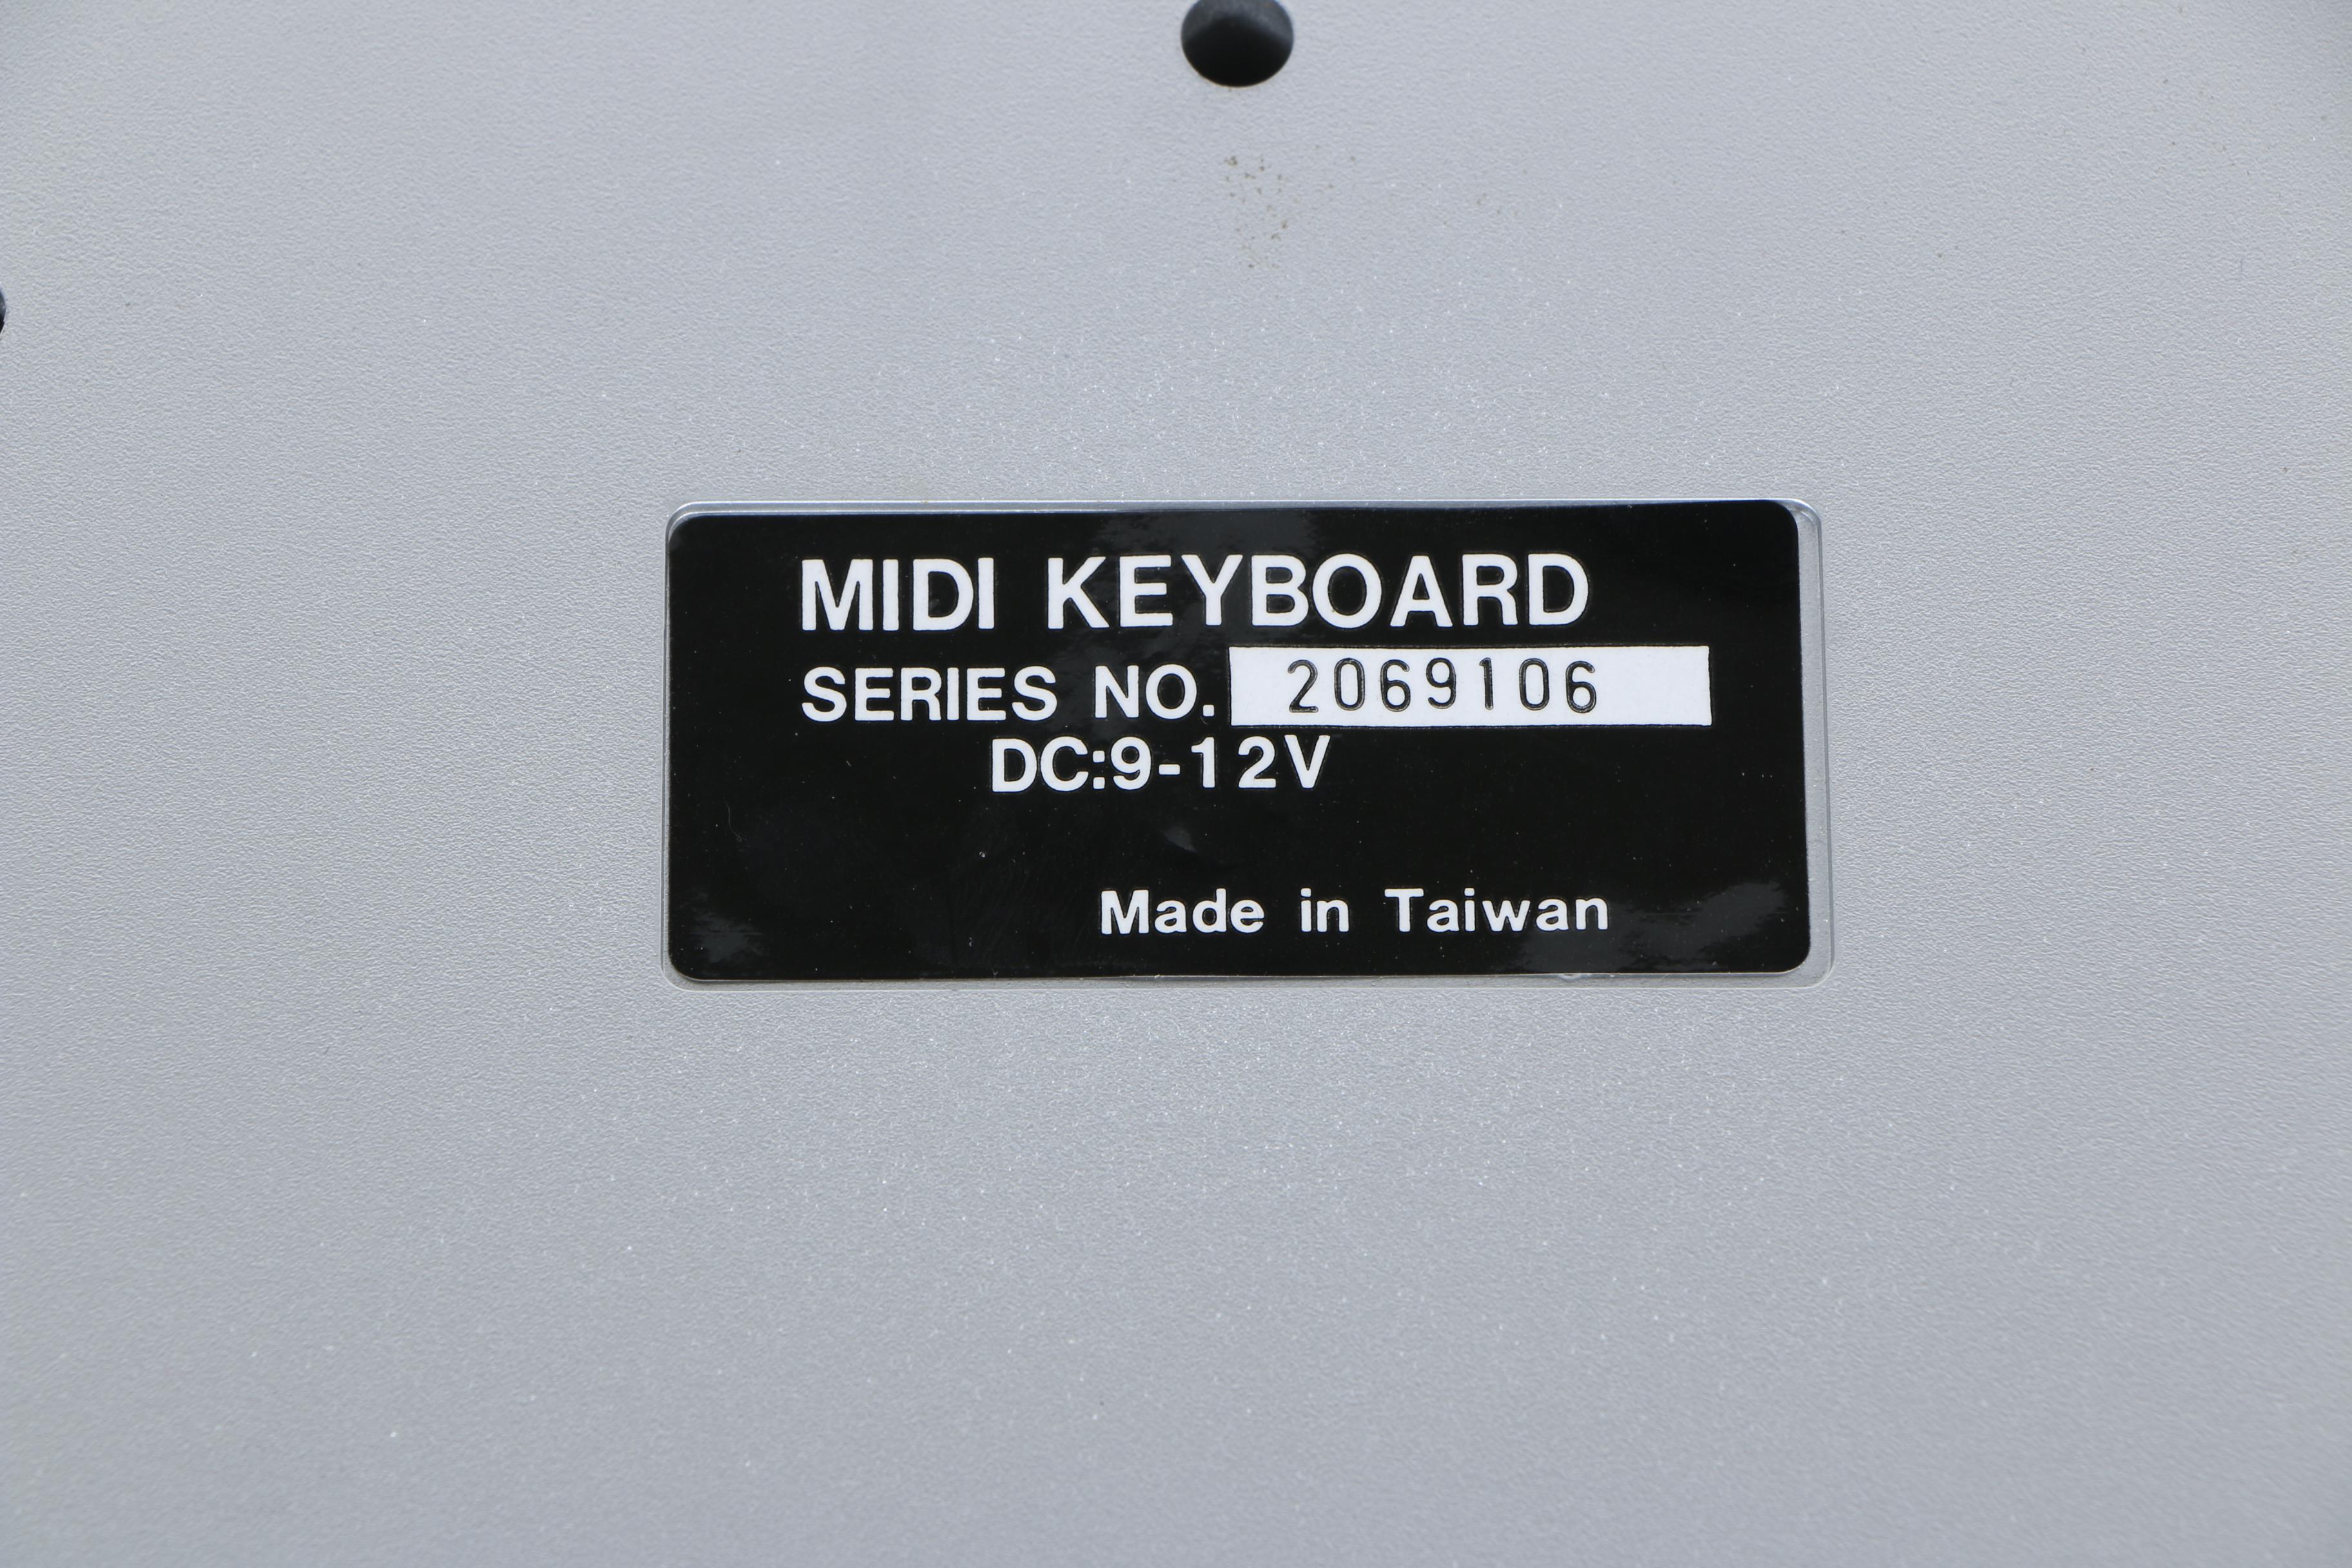 MIDI KEYBOARD
SERIES NO. 2069106
DC:9-12V
Made in Taiwan